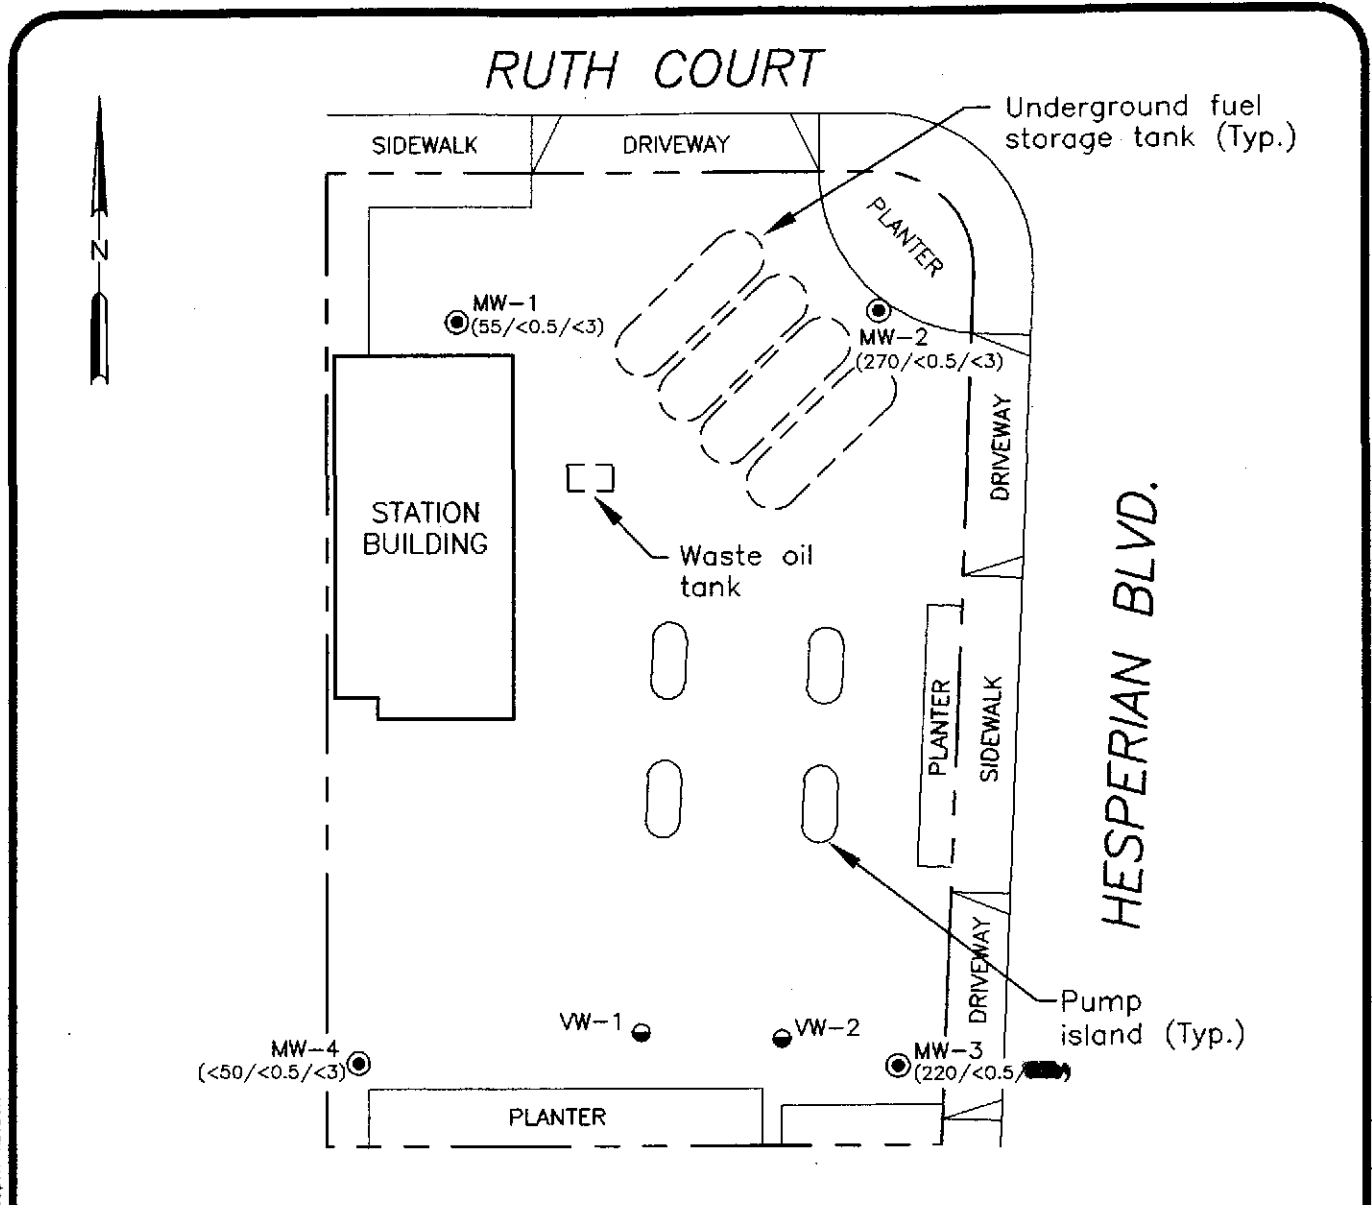 RUTH COURT
Underground fuel
storage tank (Typ.)
SIDEWALK
DRIVEWAY
PLANTER
N
MW-1
(55/<0.5/<3)
MW-2
(270/<0.5/<3)
DRIVEWAY
STATION
BUILDING
HESPERIAN BLVD.
Waste oil
tank
PLANTER
SIDEWALK
DRIVEWAY
Pump
island (Typ.)
VW-1
VW-2
MW-4
(<50/<0.5/<3)
MW-3
(220/<0.5/
PLANTER